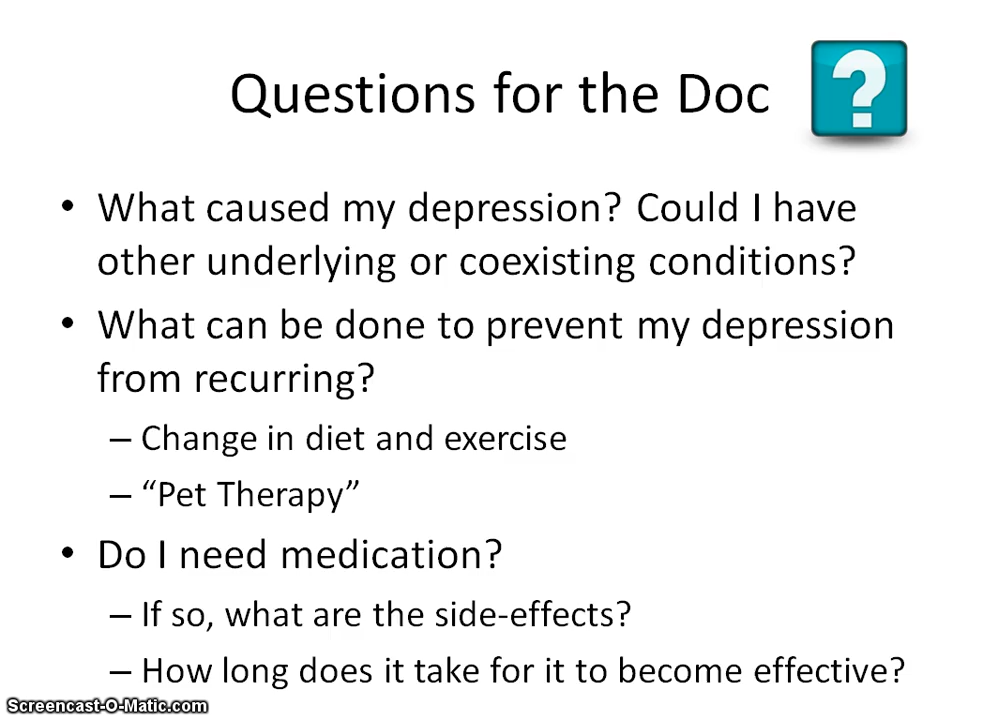 Questions for the Doc
?
• What caused my depression? Could I have
other underlying or coexisting conditions?
• What can be done to prevent my depression
from recurring?
– Change in diet and exercise
– “Pet Therapy”
• Do I need medication?
– If so, what are the side-effects?
– How long does it take for it to become effective?
Screencast-O-Matic.com